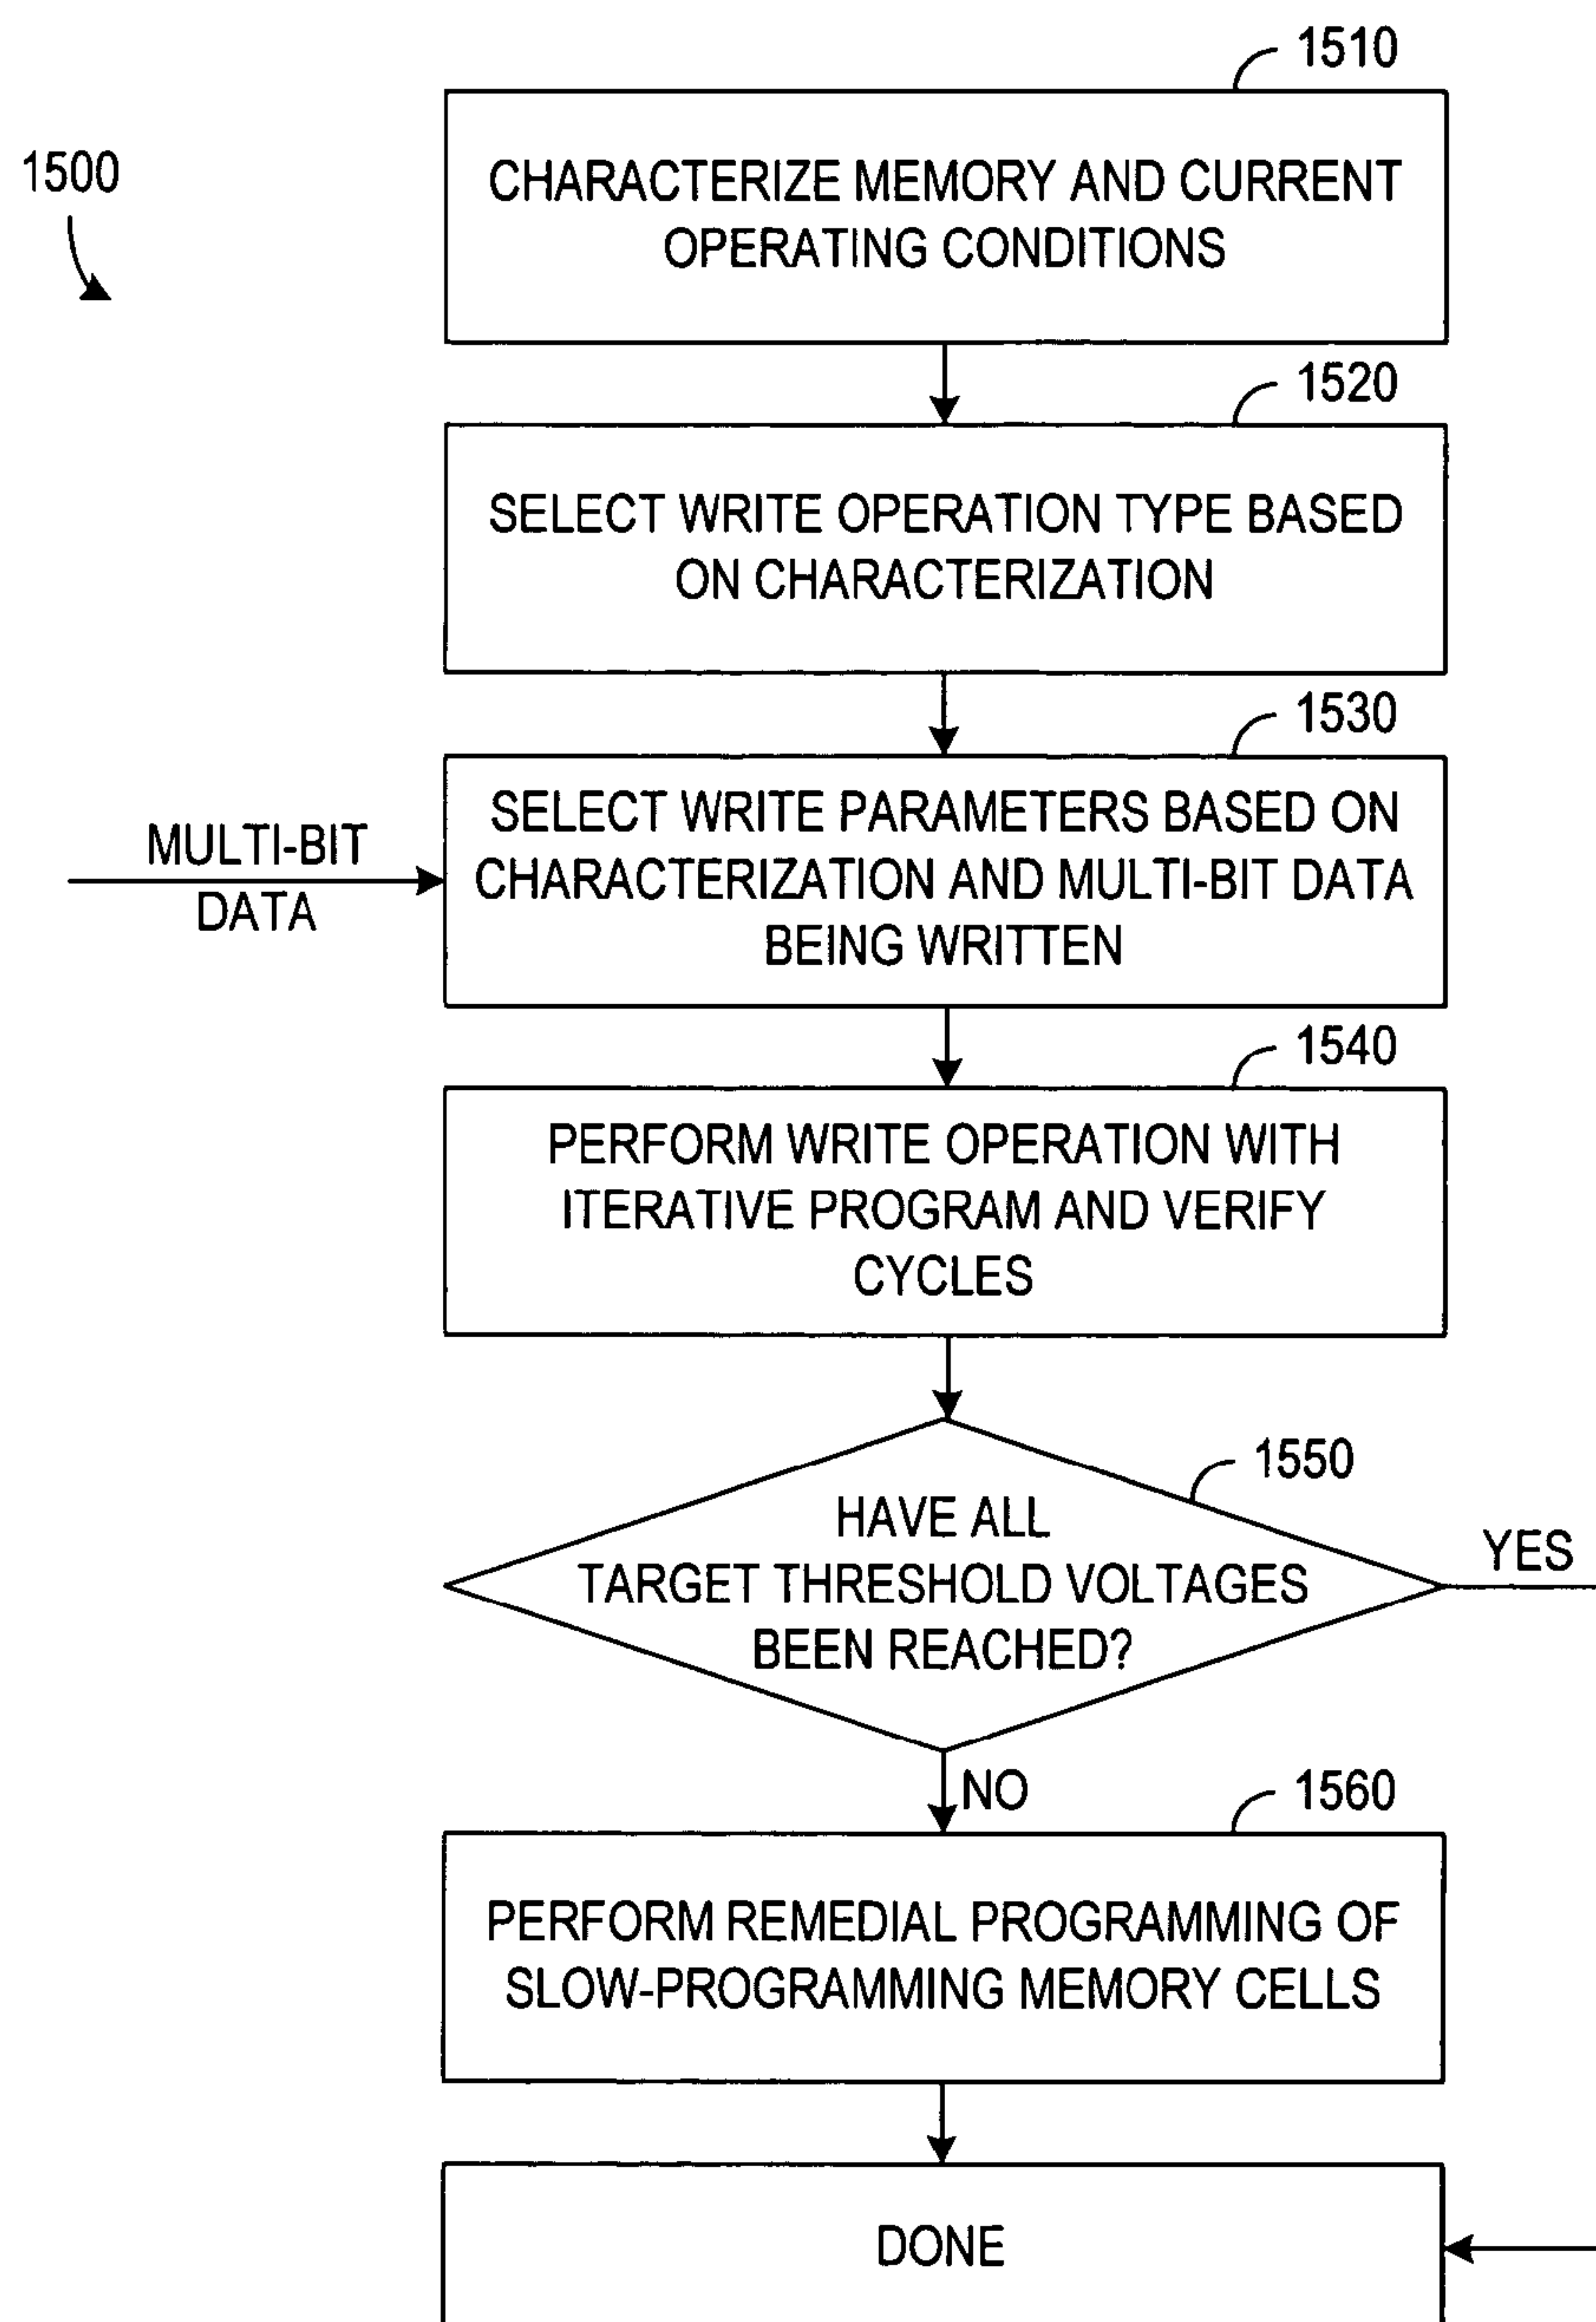 1510
1500
CHARACTERIZE MEMORY AND CURRENT
OPERATING CONDITIONS
1520
SELECT WRITE OPERATION TYPE BASED
ON CHARACTERIZATION
1530
MULTI-BIT
DATA
SELECT WRITE PARAMETERS BASED ON
CHARACTERIZATION AND MULTI-BIT DATA
BEING WRITTEN
1540
PERFORM WRITE OPERATION WITH
ITERATIVE PROGRAM AND VERIFY
CYCLES
1550
HAVE ALL
TARGET THRESHOLD VOLTAGES
BEEN REACHED?
YES
NO
1560
PERFORM REMEDIAL PROGRAMMING OF
SLOW-PROGRAMMING MEMORY CELLS
DONE